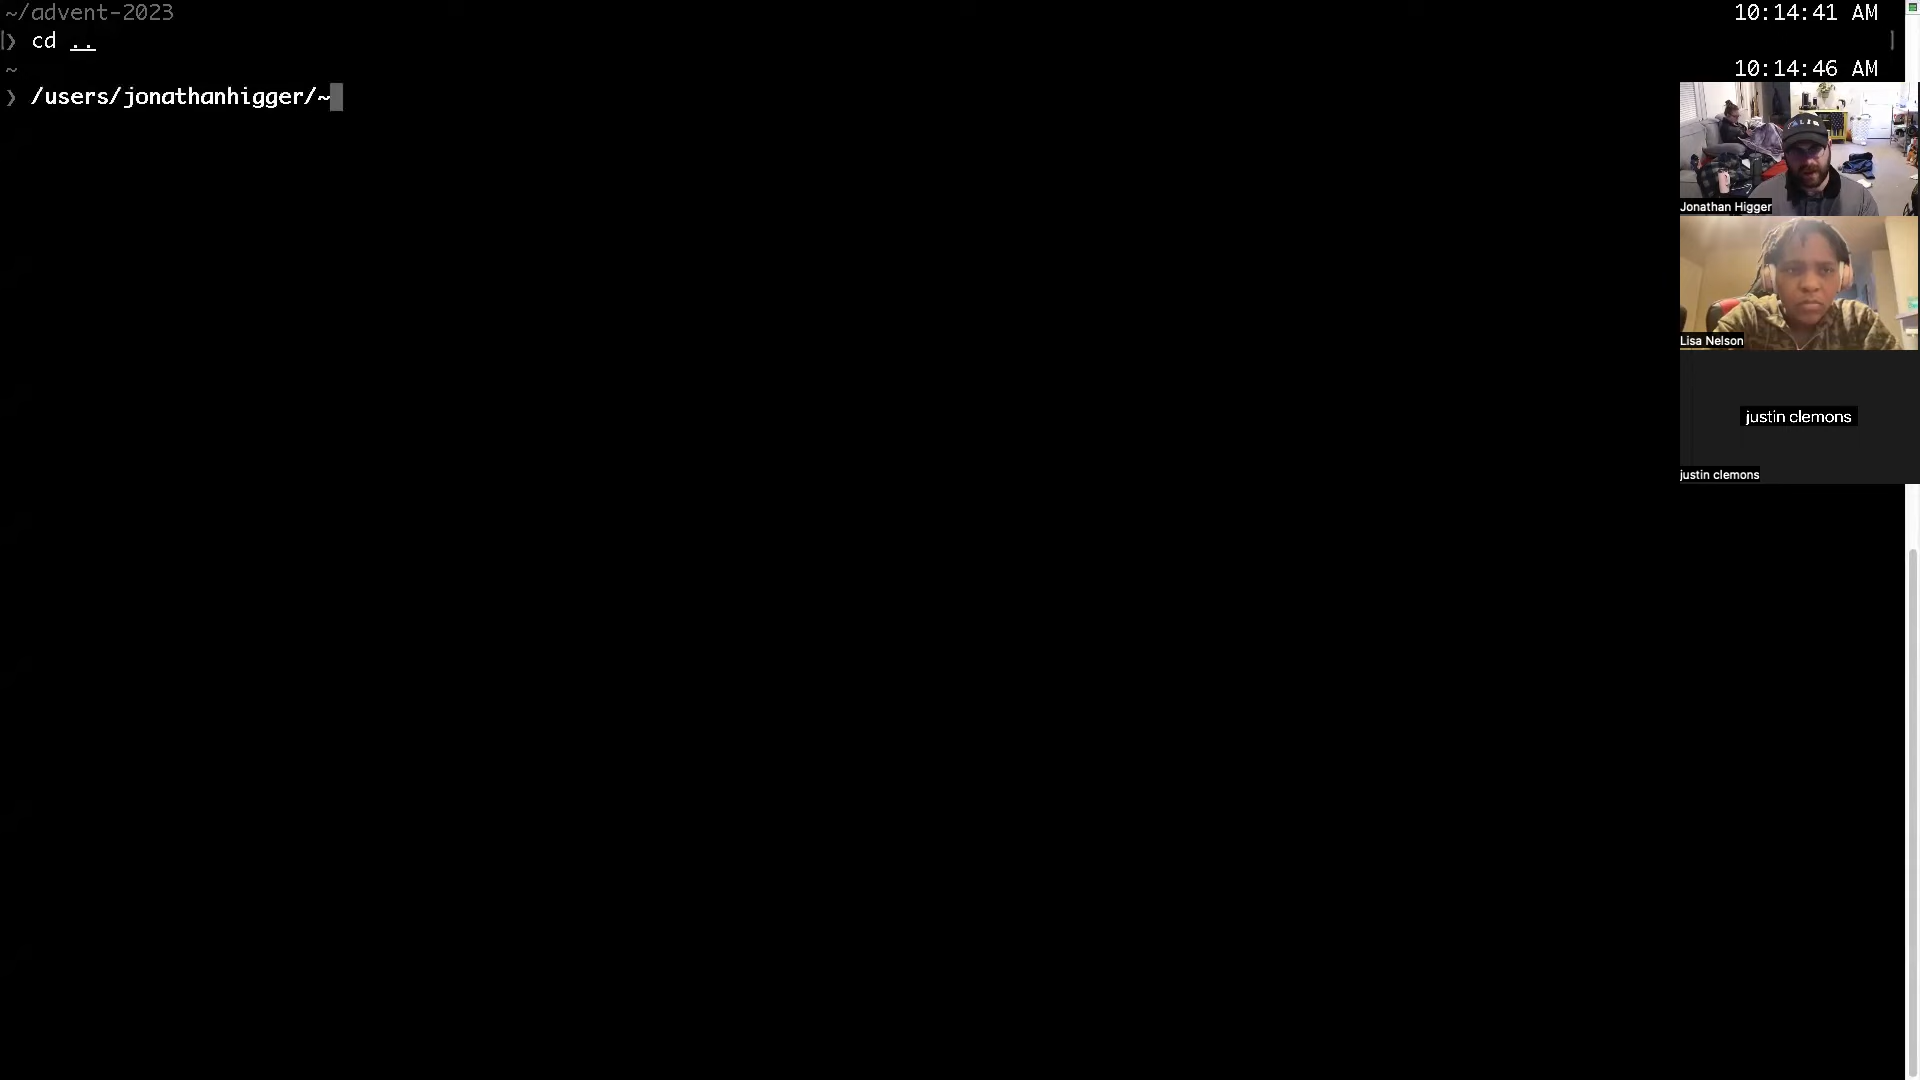 ~/advent-2023 10:14:41 AM
❯ cd ..
~ 10:14:46 AM
❯ /users/jonathanhigger/~
Jonathan Higger
Lisa Nelson
justin clemons
justin clemons